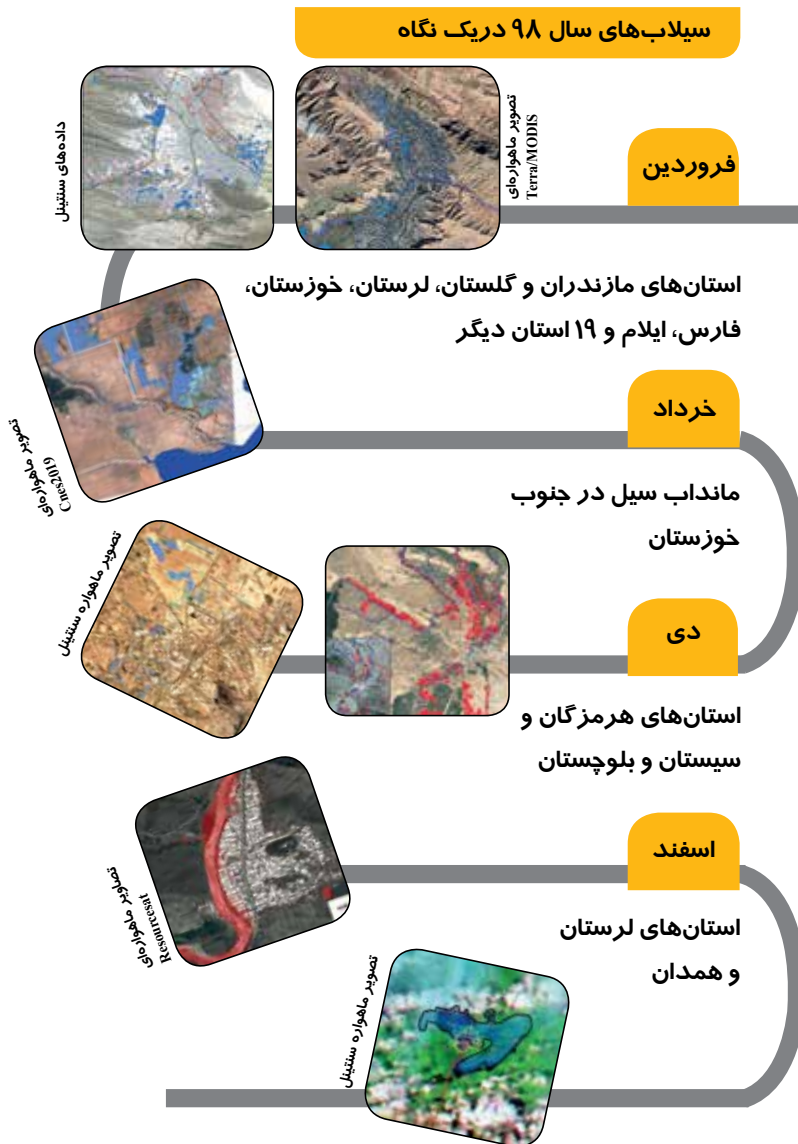 سیلاب‌های سال ۹۸ دریک نگاه
فروردین
تصویر ماهواره‌ای
Terra/MODIS
داده‌های سنتینل
استان‌های مازندران و گلستان، لرستان، خوزستان،
فارس، ایلام و ۱۹ استان دیگر
تصویر ماهواره‌ای
Cnes2019
خرداد
مانداب سیل در جنوب
خوزستان
تصویر ماهواره سنتینل
دی
استان‌های هرمزگان و
سیستان و بلوچستان
تصاویر ماهواره‌ای
Resourcesat
اسفند
استان‌های لرستان
و همدان
تصویر ماهواره سنتینل